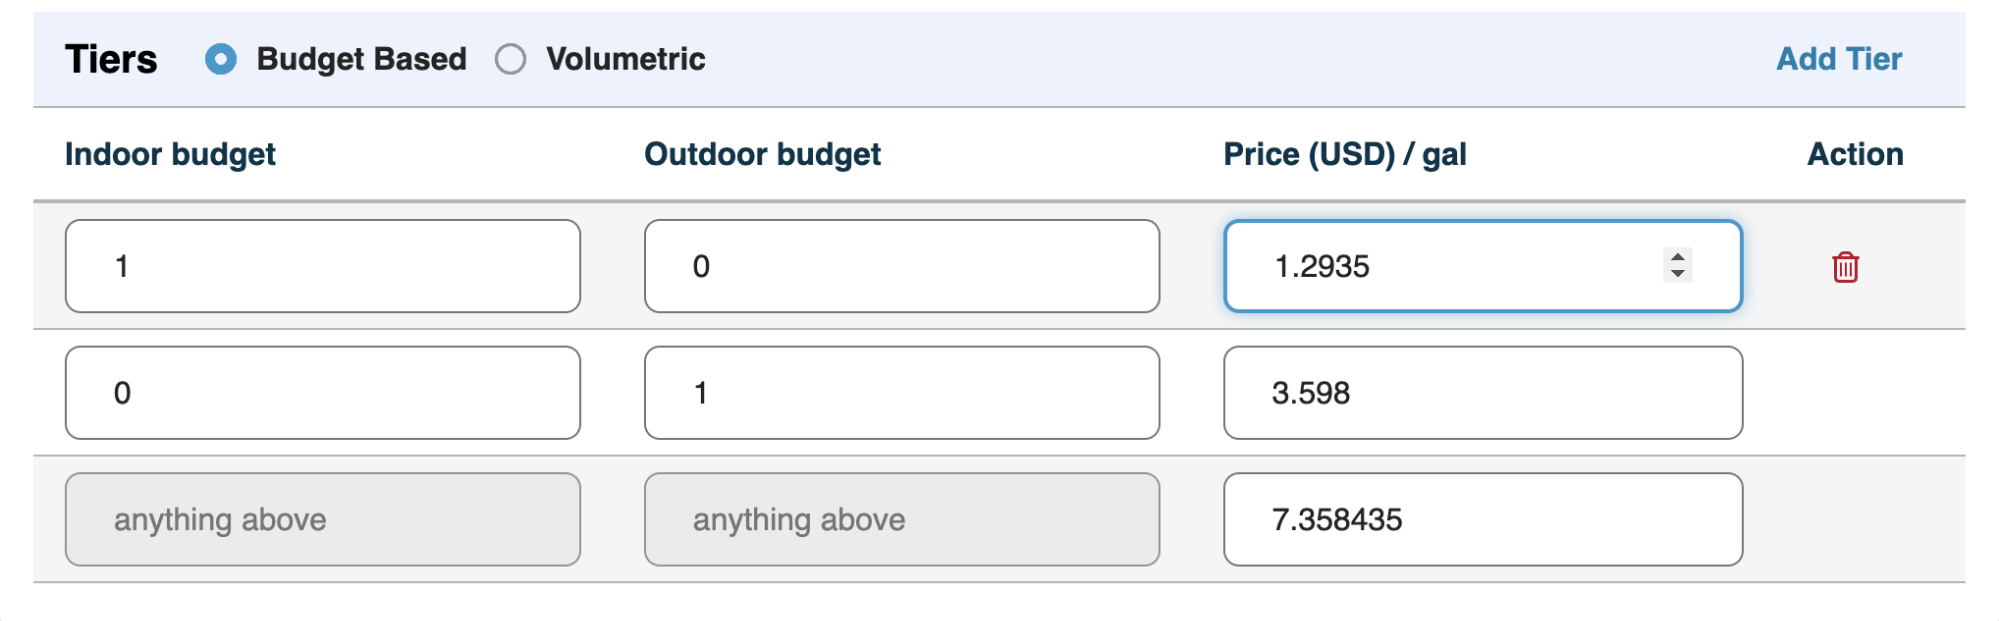 Tiers Budget Based Volumetric Add Tier
Indoor budget Outdoor budget Price (USD) / gal Action
1 0 1.2935
0 1 3.598
anything above anything above 7.358435